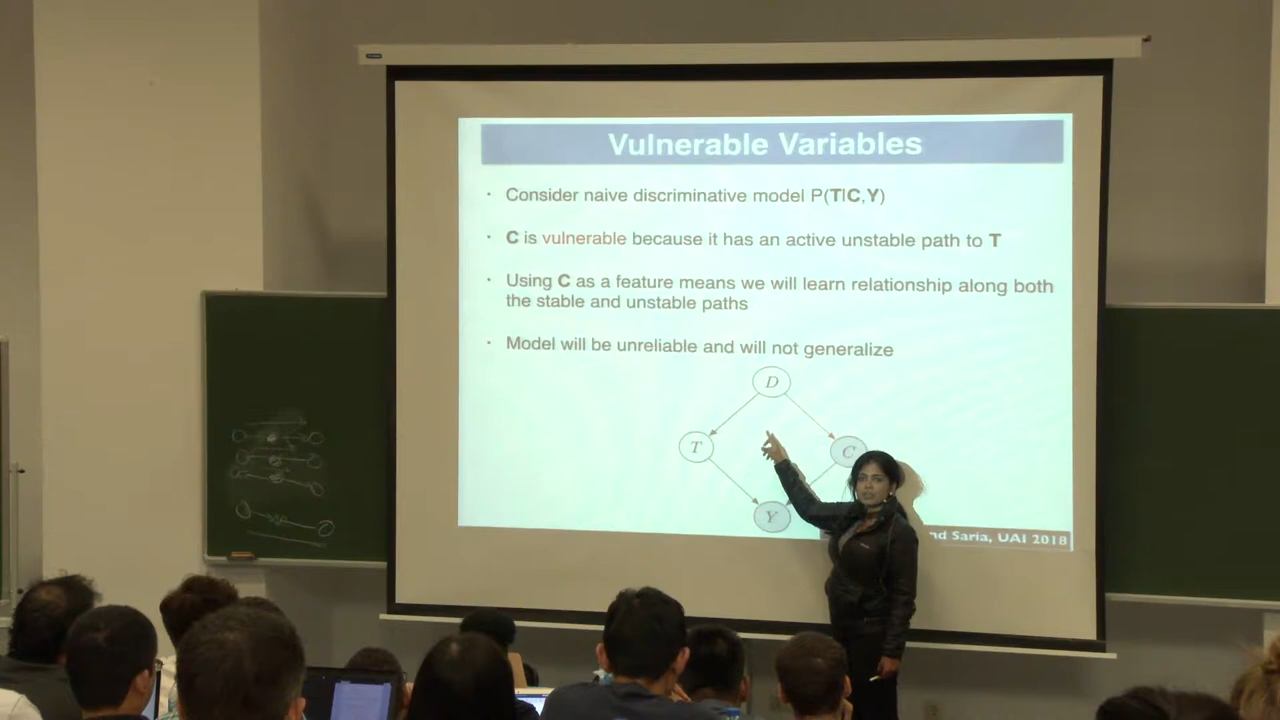 Vulnerable Variables
· Consider naive discriminative model P(T|C,Y)
· C is vulnerable because it has an active unstable path to T
· Using C as a feature means we will learn relationship along both
the stable and unstable paths
· Model will be unreliable and will not generalize
D
T
C
Y
Saria, UAI 2018